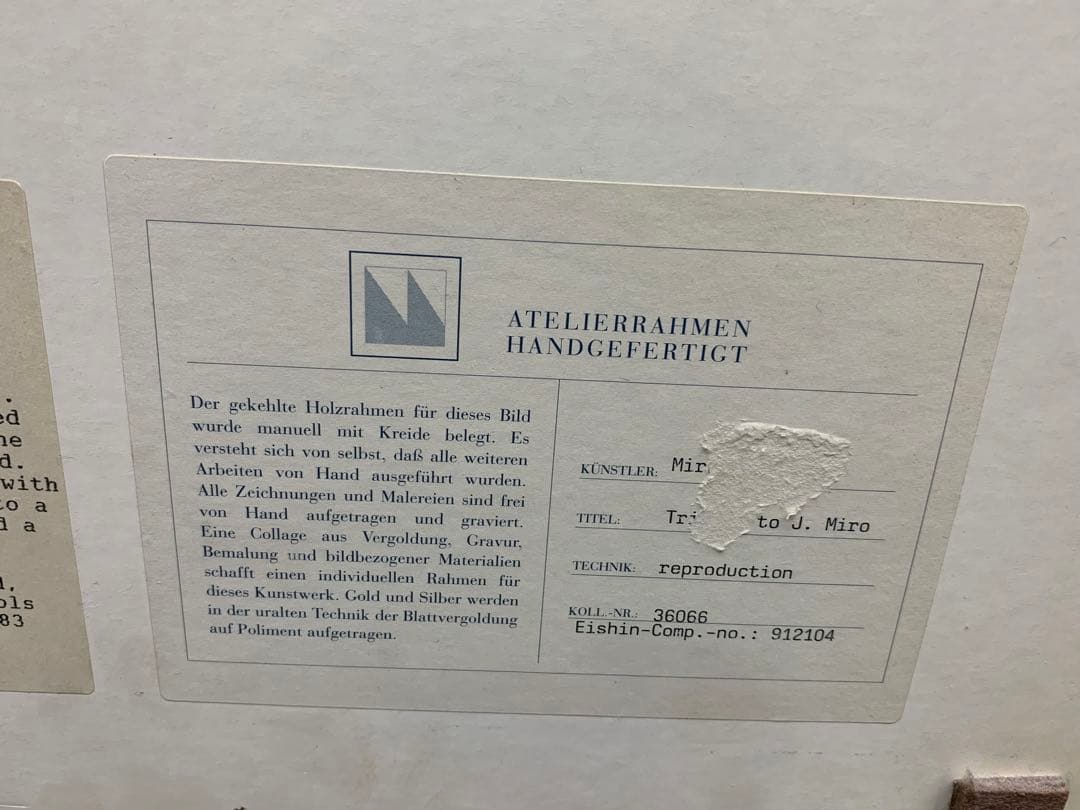 ed
he
d.
with
to a
d a
ols
83
ATELIERRAHMEN
HANDGEFERTIGT
Der gekehlte Holzrahmen für dieses Bild
wurde manuell mit Kreide belegt. Es
versteht sich von selbst, daß alle weiteren
Arbeiten von Hand ausgeführt wurden.
Alle Zeichnungen und Malereien sind frei
von Hand aufgetragen und graviert.
Eine Collage aus Vergoldung, Gravur,
Bemalung und bildbezogener Materialien
schafft einen individuellen Rahmen für
dieses Kunstwerk. Gold und Silber werden
in der uralten Technik der Blattvergoldung
auf Poliment aufgetragen.
KÜNSTLER: Mir
TITEL: Tri to J. Miro
TECHNIK: reproduction
KOLL.-NR.: 36066
Eishin-Comp.-no.: 912104